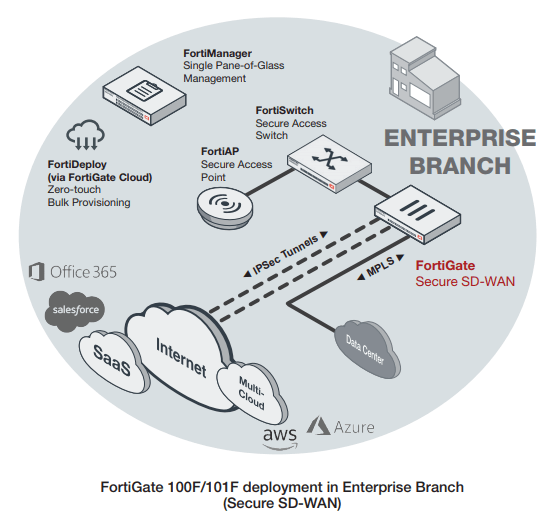 FortiManager
Single Pane-of-Glass
Management
ENTERPRISE
BRANCH
FortiSwitch
Secure Access
Switch
FortiAP
Secure Access
Point
FortiDeploy
(via FortiGate Cloud)
Zero-touch
Bulk Provisioning
◄ IPSec Tunnels ►
◄ MPLS ►
FortiGate
Secure SD-WAN
Office 365
salesforce
SaaS
Internet
Multi-
Cloud
Data Center
aws
Azure
FortiGate 100F/101F deployment in Enterprise Branch
(Secure SD-WAN)